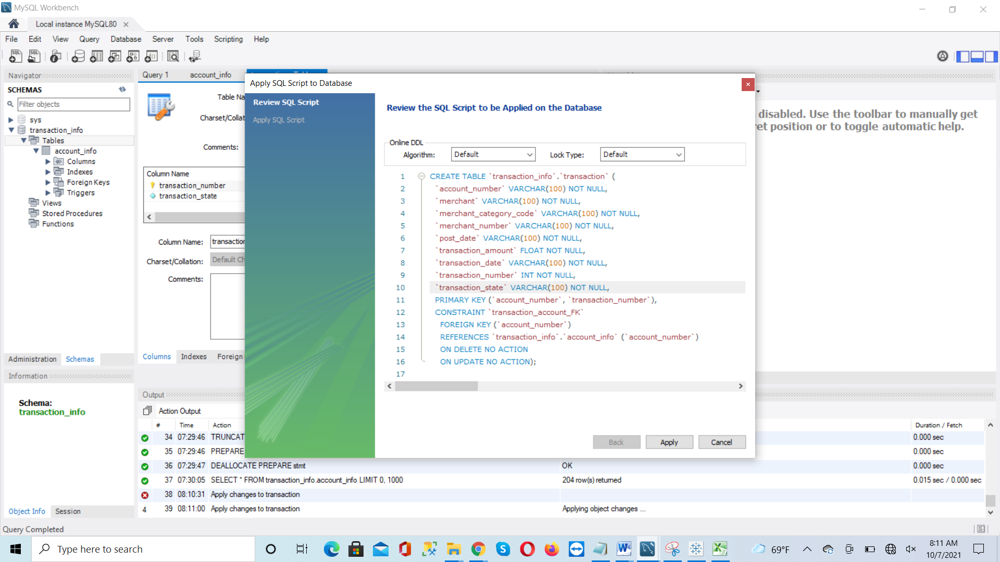 MySQL Workbench
Local instance MySQL80
File Edit View Query Database Server Tools Scripting Help
Navigator
SCHEMAS
Filter objects
sys
transaction_info
Tables
account_info
Columns
Indexes
Foreign Keys
Triggers
Views
Stored Procedures
Functions
Administration Schemas
Information
Schema:
transaction_info
Object Info Session
Query Completed
Query 1 account_info
Table Na
Charset/Collat
Comments:
Column Name
transaction_number
transaction_state
Column Name: transaction
Charset/Collation: Default Ch
Comments:
Columns Indexes Foreign
Apply SQL Script to Database
Review SQL Script
Apply SQL Script
Review the SQL Script to be Applied on the Database
Online DDL
Algorithm: Default Lock Type: Default
1 CREATE TABLE `transaction_info`.`transaction` (
2 `account_number` VARCHAR(100) NOT NULL,
3 `merchant` VARCHAR(100) NOT NULL,
4 `merchant_category_code` VARCHAR(100) NOT NULL,
5 `merchant_number` VARCHAR(100) NOT NULL,
6 `post_date` VARCHAR(100) NOT NULL,
7 `transaction_amount` FLOAT NOT NULL,
8 `transaction_date` VARCHAR(100) NOT NULL,
9 `transaction_number` INT NOT NULL,
10 `transaction_state` VARCHAR(100) NOT NULL,
11 PRIMARY KEY (`account_number`, `transaction_number`),
12 CONSTRAINT `transaction_account_FK`
13 FOREIGN KEY (`account_number`)
14 REFERENCES `transaction_info`.`account_info` (`account_number`)
15 ON DELETE NO ACTION
16 ON UPDATE NO ACTION);
17
Back Apply Cancel
disabled. Use the toolbar to manually get
ret position or to toggle automatic help.
Output
Action Output
# Time Action Duration / Fetch
34 07:29:46 TRUNCAT 0.000 sec
35 07:29:46 PREPARE 0.000 sec
36 07:29:47 DEALLOCATE PREPARE stmt OK 0.000 sec
37 07:30:05 SELECT * FROM transaction_info.account_info LIMIT 0, 1000 204 row(s) returned 0.015 sec / 0.000 sec
38 08:10:31 Apply changes to transaction
4 39 08:11:00 Apply changes to transaction Applying object changes ...
Type here to search
69°F
8:11 AM
10/7/2021